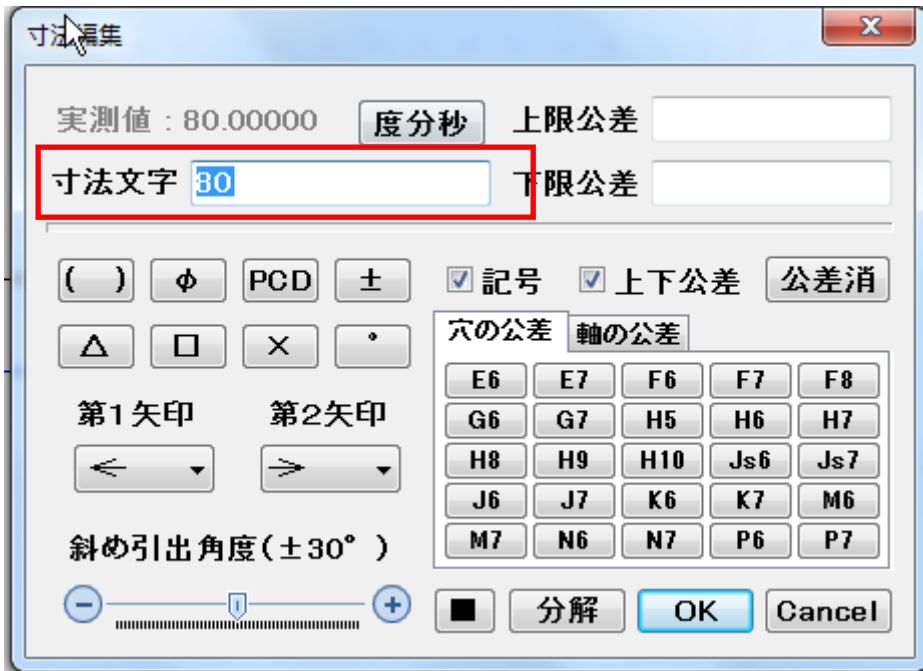 寸法編集
実測値 : 80.00000 度分秒 上限公差
寸法文字 80 下限公差
( ) φ PCD ± 記号 上下公差 公差消
△ □ × ° 穴の公差 軸の公差
E6 E7 F6 F7 F8
第1矢印 第2矢印 G6 G7 H5 H6 H7
H8 H9 H10 Js6 Js7
J6 J7 K6 K7 M6
斜め引出角度(±30°) M7 N6 N7 P6 P7
■ 分解 OK Cancel